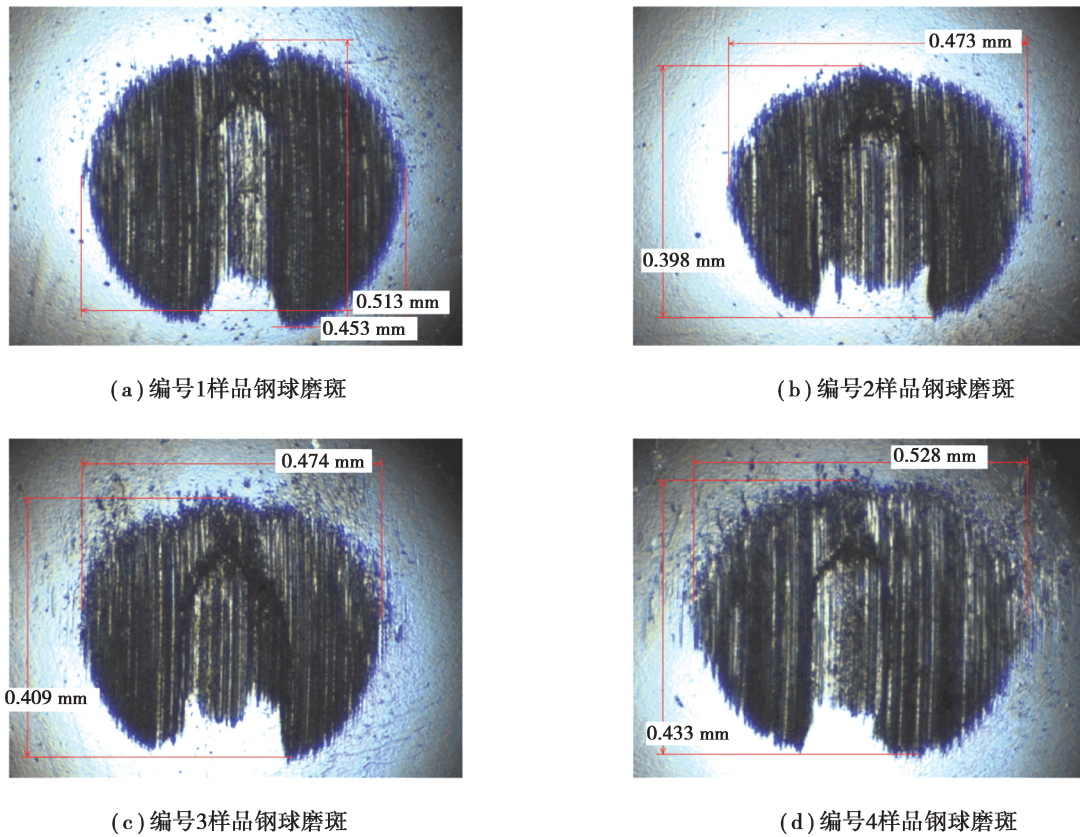 0.513 mm
0.453 mm
(a)编号1样品钢球磨斑
0.473 mm
0.398 mm
(b)编号2样品钢球磨斑
0.474 mm
0.409 mm
(c)编号3样品钢球磨斑
0.528 mm
0.433 mm
(d)编号4样品钢球磨斑